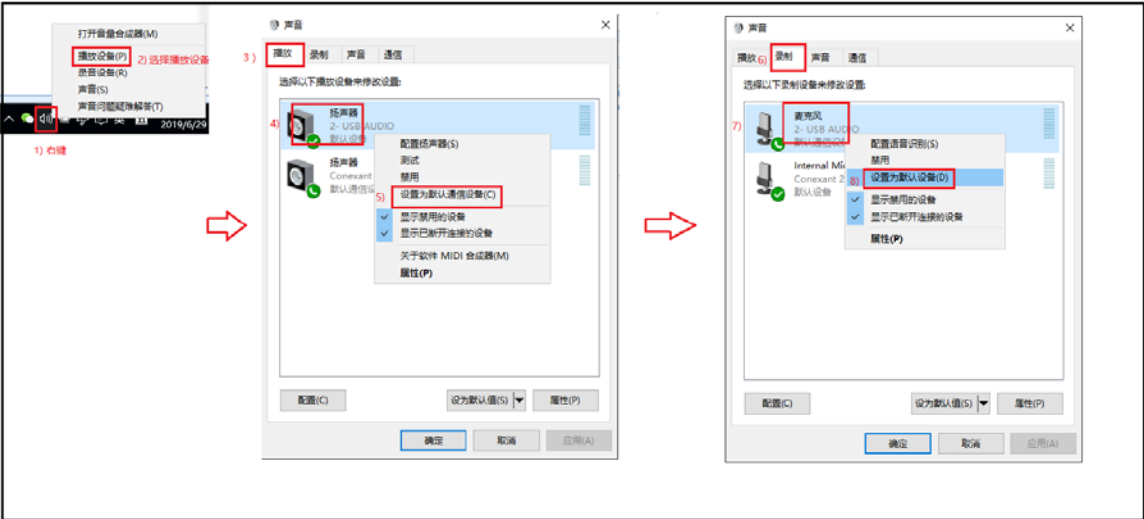 打开音量合成器(M)
播放设备(P)
2) 选择播放设备
录音设备(R)
声音(S)
声音问题疑难解答(T)
英
2019/6/29
1) 右键
声音
3)
播放
录制
声音
通信
选择以下播放设备来修改设置:
4)
扬声器
2- USB AUDIO
默认设备
扬声器
Conexant
默认通信设
配置扬声器(S)
测试
禁用
5)
设置为默认通信设备(C)
显示禁用的设备
显示已断开连接的设备
关于软件 MIDI 合成器(M)
属性(P)
配置(C)
设为默认值(S)
属性(P)
确定
取消
应用(A)
声音
播放
6)
录制
声音
通信
选择以下录制设备来修改设置:
7)
麦克风
2- USB AUDIO
默认通信设
Internal Mi
Conexant 2
默认设备
配置语音识别(S)
禁用
8)
设置为默认设备(D)
显示禁用的设备
显示已断开连接的设备
属性(P)
配置(C)
设为默认值(S)
属性(P)
确定
取消
应用(A)